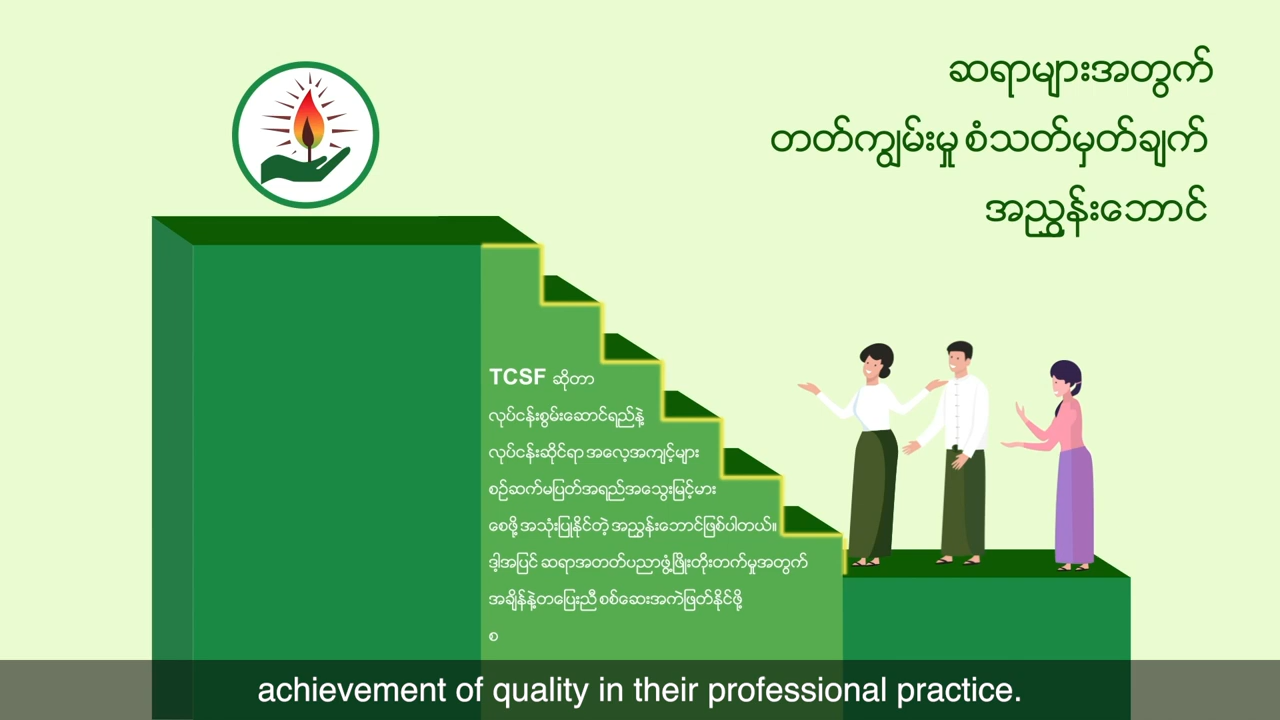 ဆရာများအတွက်
တတ်ကျွမ်းမှု စံသတ်မှတ်ချက်
အညွှန်းဘောင်
TCSF ဆိုတာ
လုပ်ငန်းစွမ်းဆောင်ရည်နဲ့
လုပ်ငန်းဆိုင်ရာ အလေ့အကျင့်များ
စဉ်ဆက်မပြတ်အရည်အသွေးမြင့်မား
စေဖို့ အသုံးပြုနိုင်တဲ့ အညွှန်းဘောင်ဖြစ်ပါတယ်။
ဒါ့အပြင် ဆရာအတတ်ပညာဖွံ့ဖြိုးတိုးတက်မှုအတွက်
အချိန်နဲ့တပြေးညီ စစ်ဆေးအကဲဖြတ်နိုင်ဖို့
စ
achievement of quality in their professional practice.